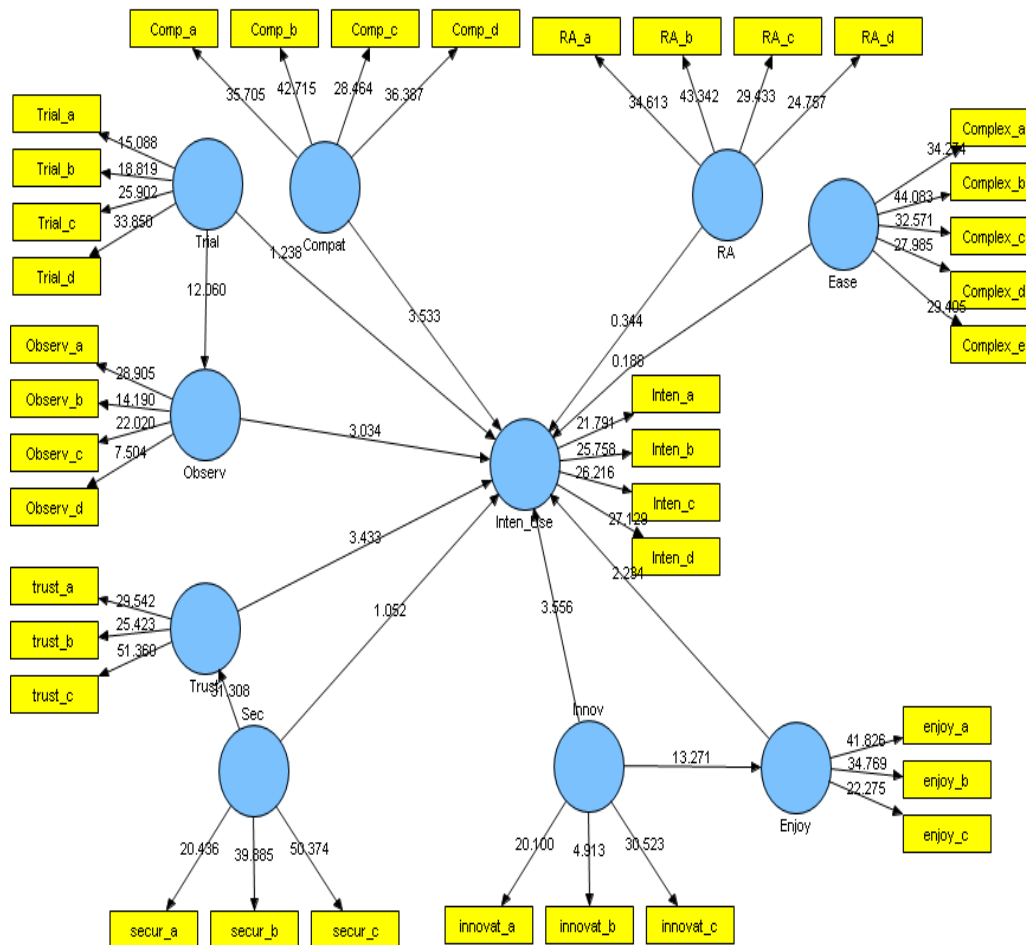 Comp_a
Comp_b
Comp_c
Comp_d
35.705
42.715
28.464
36.387
Compat
RA_a
RA_b
RA_c
RA_d
34.613
43.342
29.433
24.787
RA
Trial_a
Trial_b
Trial_c
Trial_d
15.088
18.819
25.902
33.850
Trial
Complex_a
Complex_b
Complex_c
Complex_d
Complex_e
34.274
44.083
32.571
27.985
29.405
Ease
1.238
12.060
3.533
0.344
0.188
Observ_a
Observ_b
Observ_c
Observ_d
28.905
14.190
22.020
7.504
Observ
3.034
Inten_a
Inten_b
Inten_c
Inten_d
21.791
25.758
26.216
27.129
Inten_Use
3.433
1.052
3.556
2.284
trust_a
trust_b
trust_c
29.542
25.423
51.360
Trust
31.308
Sec
20.436
39.885
50.374
secur_a
secur_b
secur_c
Innov
13.271
20.100
4.913
30.523
innovat_a
innovat_b
innovat_c
Enjoy
41.826
34.769
22.275
enjoy_a
enjoy_b
enjoy_c